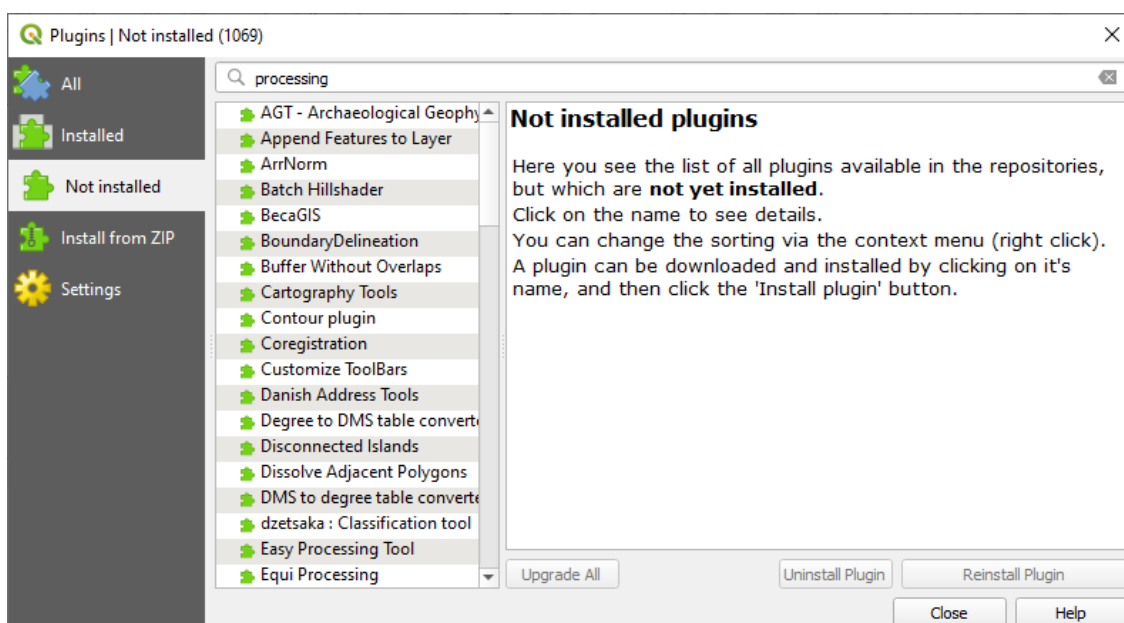 Plugins | Not installed (1069)
All
Installed
Not installed
Install from ZIP
Settings
processing
AGT - Archaeological Geophy
Append Features to Layer
ArrNorm
Batch Hillshader
BecaGIS
BoundaryDelineation
Buffer Without Overlaps
Cartography Tools
Contour plugin
Coregistration
Customize ToolBars
Danish Address Tools
Degree to DMS table converte
Disconnected Islands
Dissolve Adjacent Polygons
DMS to degree table converte
dzetsaka : Classification tool
Easy Processing Tool
Equi Processing
Not installed plugins
Here you see the list of all plugins available in the repositories,
but which are not yet installed.
Click on the name to see details.
You can change the sorting via the context menu (right click).
A plugin can be downloaded and installed by clicking on it's
name, and then click the 'Install plugin' button.
Upgrade All
Uninstall Plugin
Reinstall Plugin
Close
Help